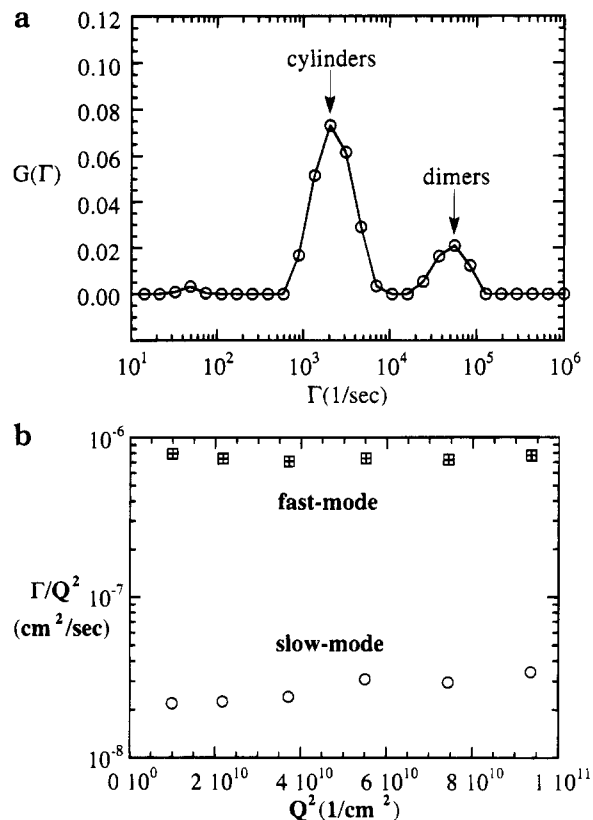 a
0.12
0.10
0.08
0.06
0.04
0.02
0.00
G(Γ)
cylinders
dimers
10¹ 10² 10³ 10⁴ 10⁵ 10⁶
Γ(1/sec)
b
10⁻⁶
10⁻⁷
10⁻⁸
Γ/Q²
(cm²/sec)
fast-mode
slow-mode
0 10⁰ 2 10¹⁰ 4 10¹⁰ 6 10¹⁰ 8 10¹⁰ 1 10¹¹
Q²(1/cm²)